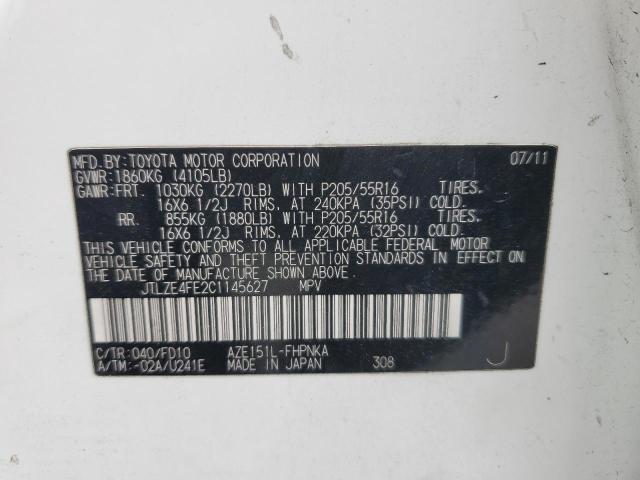 MFD.BY:TOYOTA MOTOR CORPORATION 07/11
GVWR:1860KG (4105LB)
GAWR:FRT. 1030KG (2270LB) WITH P205/55R16 TIRES.
16X6 1/2J RIMS. AT 240KPA (35PSI) COLD.
RR. 855KG (1880LB) WITH P205/55R16 TIRES.
16X6 1/2J RIMS. AT 220KPA (32PSI) COLD.
THIS VEHICLE CONFORMS TO ALL APPLICABLE FEDERAL MOTOR
VEHICLE SAFETY AND THEFT PREVENTION STANDARDS IN EFFECT ON
THE DATE OF MANUFACTURE SHOWN ABOVE.
JTLZE4FE2C1145627 MPV
C/TR:040/FD10 AZE151L-FHPNKA
A/TM:-02A/U241E MADE IN JAPAN 308 J